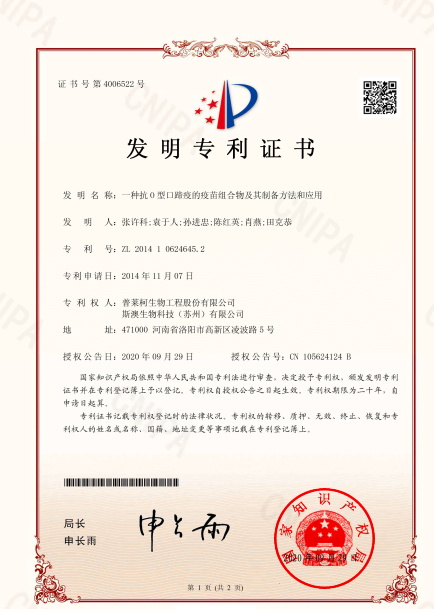 证书号第4006522号
发明专利证书
发明名称：一种抗O型口蹄疫的疫苗组合物及其制备方法和应用
发明人：张许科;袁于人;孙进忠;陈红英;肖燕;田克恭
专利号：ZL 2014 1 0624645.2
专利申请日：2014年11月07日
专利权人：普莱柯生物工程股份有限公司
斯澳生物科技（苏州）有限公司
地址：471000 河南省洛阳市高新区凌波路5号
授权公告日：2020年09月29日 授权公告号：CN 105624124 B
国家知识产权局依照中华人民共和国专利法进行审查，决定授予专利权，颁发发明专利
证书并在专利登记簿上予以登记。专利权自授权公告之日起生效。专利权期限为二十年，自
申请日起算。
专利证书记载专利权登记时的法律状况。专利权的转移、质押、无效、终止、恢复和专
利权人的姓名或名称、国籍、地址变更等事项记载在专利登记簿上。
局长
申长雨
申长雨
国家知识产权局
2020年09月29日
第 1 页 (共 2 页)
CNIPA